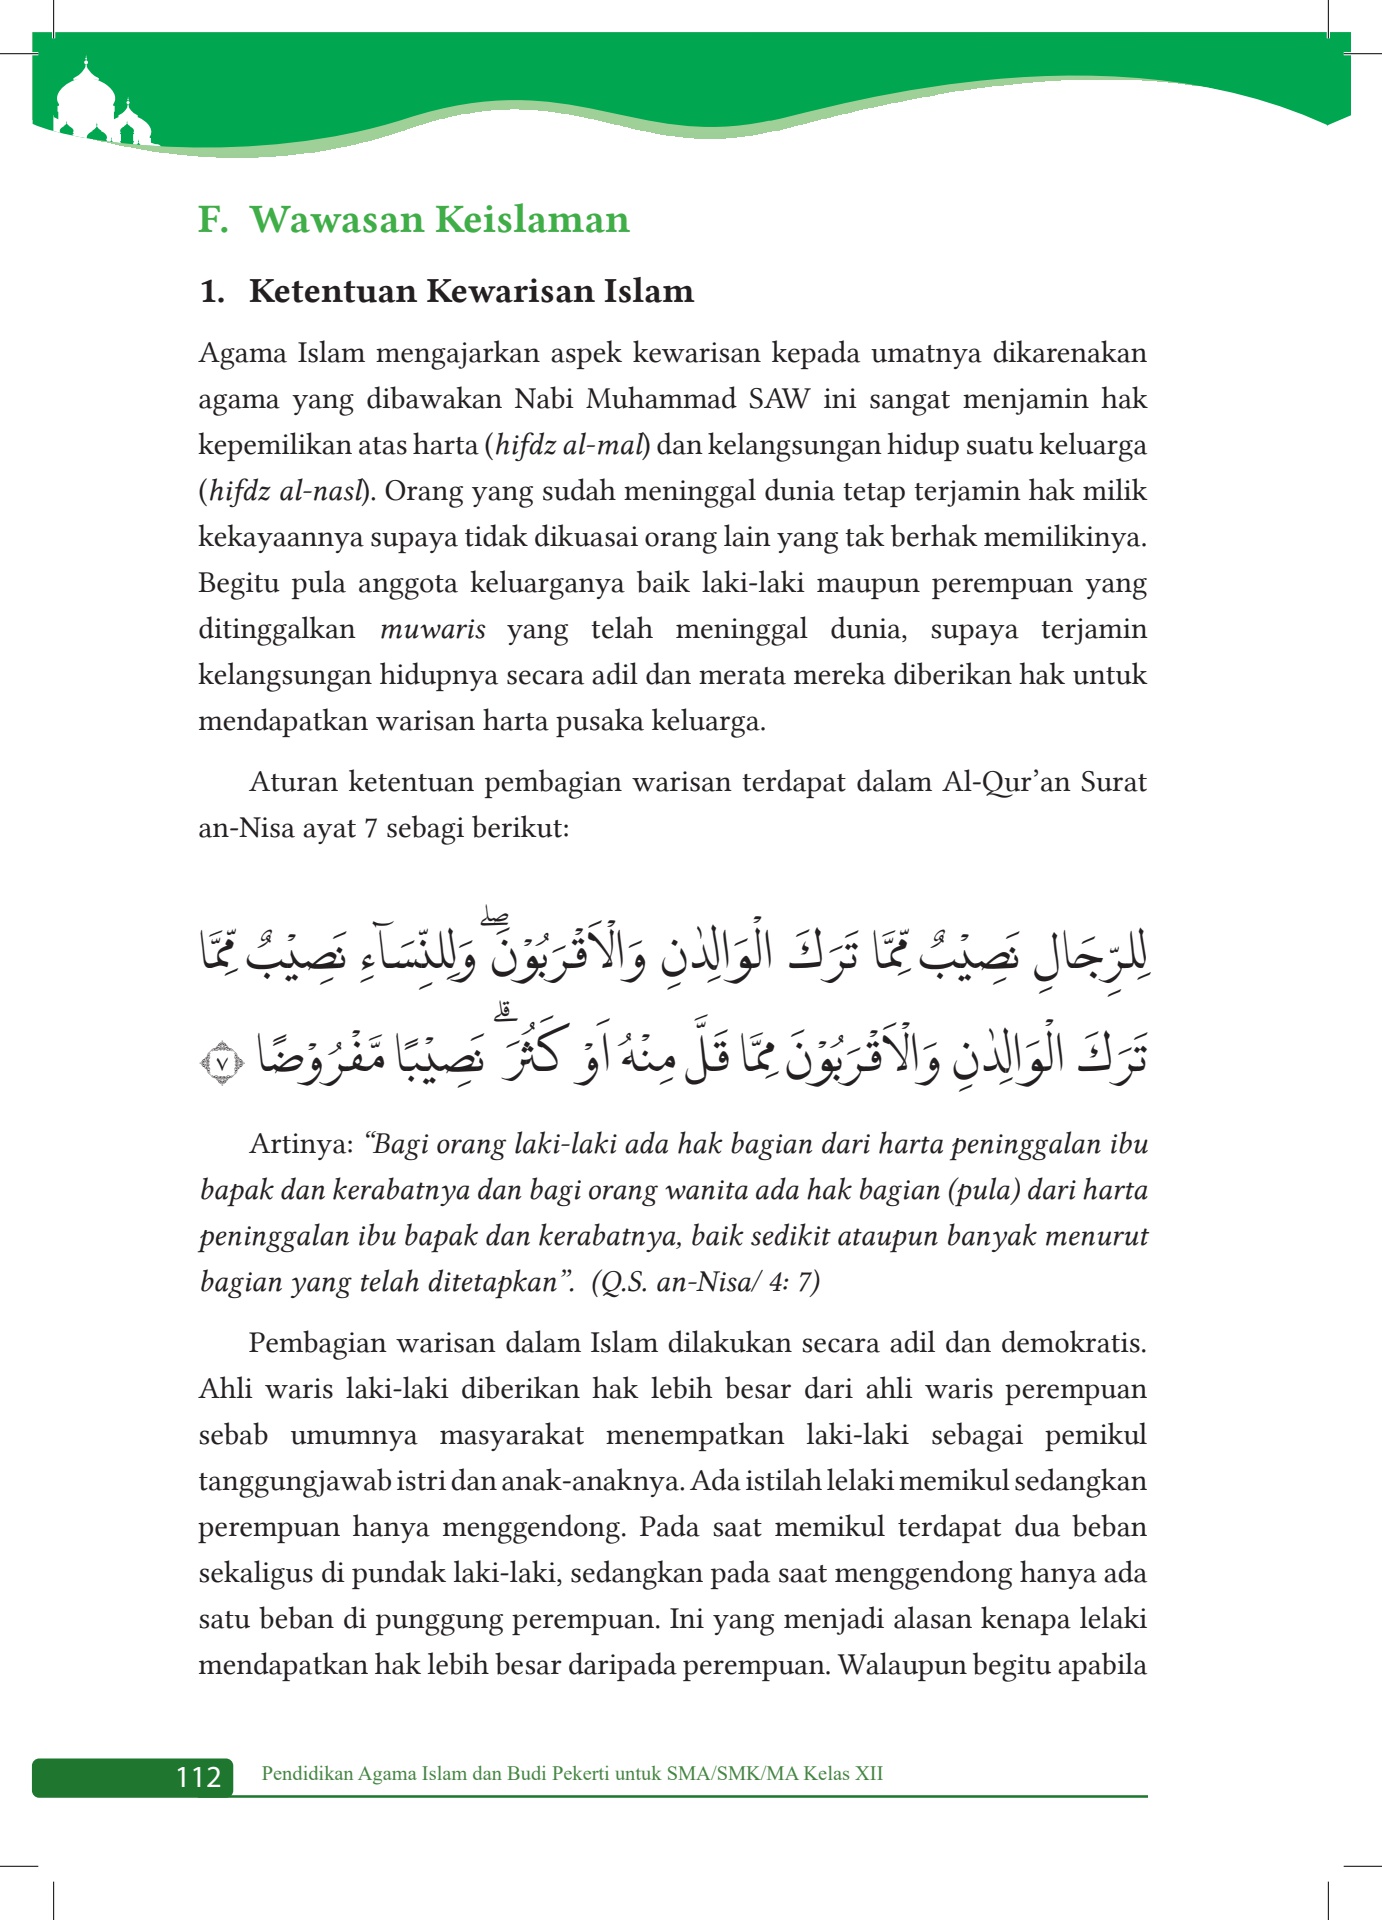 F. Wawasan Keislaman
1. Ketentuan Kewarisan Islam
Agama Islam mengajarkan aspek kewarisan kepada umatnya dikarenakan
agama yang dibawakan Nabi Muhammad SAW ini sangat menjamin hak
kepemilikan atas harta (hifdz al-mal) dan kelangsungan hidup suatu keluarga
(hifdz al-nasl). Orang yang sudah meninggal dunia tetap terjamin hak milik
kekayaannya supaya tidak dikuasai orang lain yang tak berhak memilikinya.
Begitu pula anggota keluarganya baik laki-laki maupun perempuan yang
ditinggalkan muwaris yang telah meninggal dunia, supaya terjamin
kelangsungan hidupnya secara adil dan merata mereka diberikan hak untuk
mendapatkan warisan harta pusaka keluarga.
Aturan ketentuan pembagian warisan terdapat dalam Al-Qur’an Surat
an-Nisa ayat 7 sebagi berikut:
لِلرِّجَالِ نَصِيْبٌ مِّمَّا تَرَكَ الْوَالِدٰنِ وَالْاَقْرَبُوْنَۖ وَلِلنِّسَاۤءِ نَصِيْبٌ مِّمَّا
تَرَكَ الْوَالِدٰنِ وَالْاَقْرَبُوْنَ مِمَّا قَلَّ مِنْهُ اَوْ كَثُرَ ۗ نَصِيْبًا مَّفْرُوْضًا ٧
Artinya: “Bagi orang laki-laki ada hak bagian dari harta peninggalan ibu
bapak dan kerabatnya dan bagi orang wanita ada hak bagian (pula) dari harta
peninggalan ibu bapak dan kerabatnya, baik sedikit ataupun banyak menurut
bagian yang telah ditetapkan”. (Q.S. an-Nisa/ 4: 7)
Pembagian warisan dalam Islam dilakukan secara adil dan demokratis.
Ahli waris laki-laki diberikan hak lebih besar dari ahli waris perempuan
sebab umumnya masyarakat menempatkan laki-laki sebagai pemikul
tanggungjawab istri dan anak-anaknya. Ada istilah lelaki memikul sedangkan
perempuan hanya menggendong. Pada saat memikul terdapat dua beban
sekaligus di pundak laki-laki, sedangkan pada saat menggendong hanya ada
satu beban di punggung perempuan. Ini yang menjadi alasan kenapa lelaki
mendapatkan hak lebih besar daripada perempuan. Walaupun begitu apabila
112 Pendidikan Agama Islam dan Budi Pekerti untuk SMA/SMK/MA Kelas XII